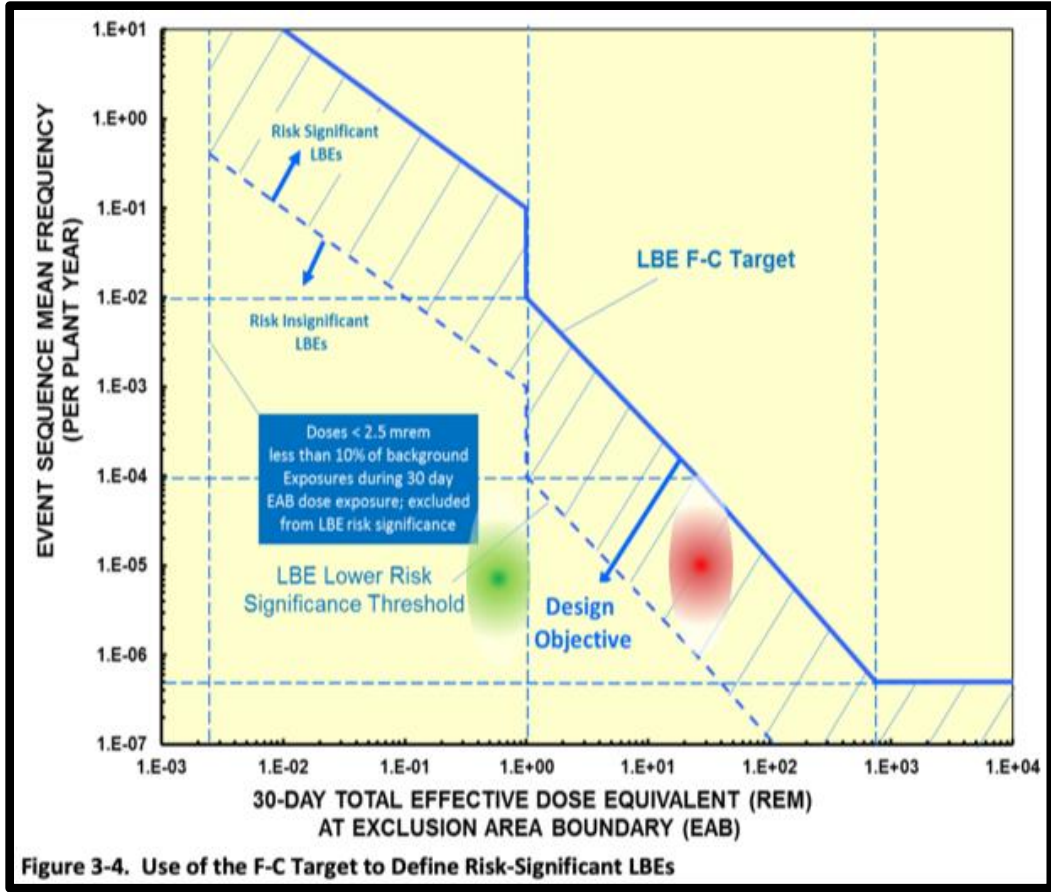 EVENT SEQUENCE MEAN FREQUENCY
(PER PLANT YEAR)
1.E+01
1.E+00
1.E-01
1.E-02
1.E-03
1.E-04
1.E-05
1.E-06
1.E-07
Risk Significant
LBEs
LBE F-C Target
Risk Insignificant
LBEs
Doses < 2.5 mrem
less than 10% of background
Exposures during 30 day
EAB dose exposure; excluded
from LBE risk significance
LBE Lower Risk
Significance Threshold
Design
Objective
1.E-03 1.E-02 1.E-01 1.E+00 1.E+01 1.E+02 1.E+03 1.E+04
30-DAY TOTAL EFFECTIVE DOSE EQUIVALENT (REM)
AT EXCLUSION AREA BOUNDARY (EAB)
Figure 3-4. Use of the F-C Target to Define Risk-Significant LBEs